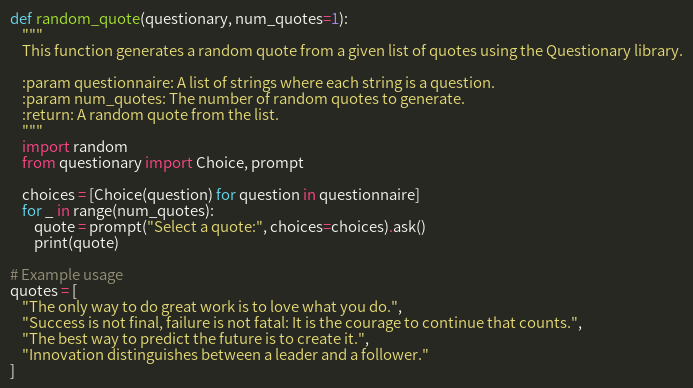 def random_quote(questionary, num_quotes=1):
"""
This function generates a random quote from a given list of quotes using the Questionary library.
:param questionnaire: A list of strings where each string is a question.
:param num_quotes: The number of random quotes to generate.
:return: A random quote from the list.
"""
import random
from questionary import Choice, prompt
choices = [Choice(question) for question in questionnaire]
for _ in range(num_quotes):
quote = prompt("Select a quote:", choices=choices).ask()
print(quote)
# Example usage
quotes = [
"The only way to do great work is to love what you do.",
"Success is not final, failure is not fatal: It is the courage to continue that counts.",
"The best way to predict the future is to create it.",
"Innovation distinguishes between a leader and a follower."
]